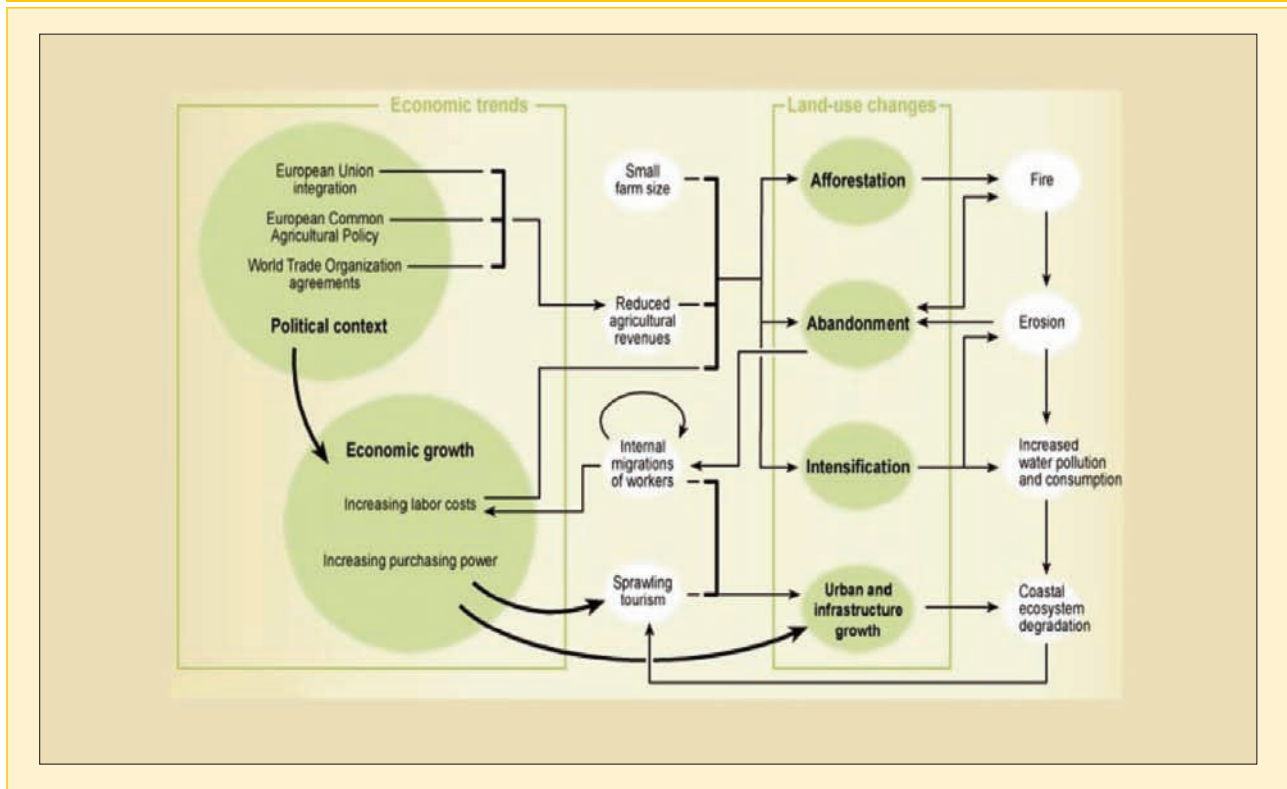 Economic trends
Land-use changes
European Union
integration
European Common
Agricultural Policy
World Trade Organization
agreements
Political context
Small
farm size
Reduced
agricultural
revenues
Afforestation
Fire
Abandonment
Erosion
Economic growth
Increasing labor costs
Increasing purchasing power
Internal
migrations
of workers
Intensification
Increased
water pollution
and consumption
Sprawling
tourism
Urban and
infrastructure
growth
Coastal
ecosystem
degradation